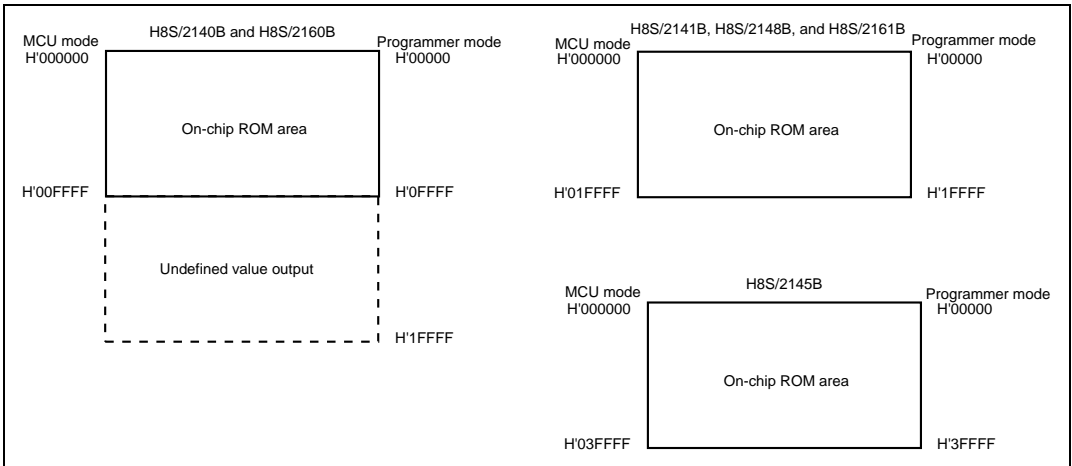 H8S/2140B and H8S/2160B
MCU mode
H'000000
Programmer mode
H'00000
On-chip ROM area
H'00FFFF
H'0FFFF
Undefined value output
H'1FFFF
H8S/2141B, H8S/2148B, and H8S/2161B
MCU mode
H'000000
Programmer mode
H'00000
On-chip ROM area
H'01FFFF
H'1FFFF
H8S/2145B
MCU mode
H'000000
Programmer mode
H'00000
On-chip ROM area
H'03FFFF
H'3FFFF